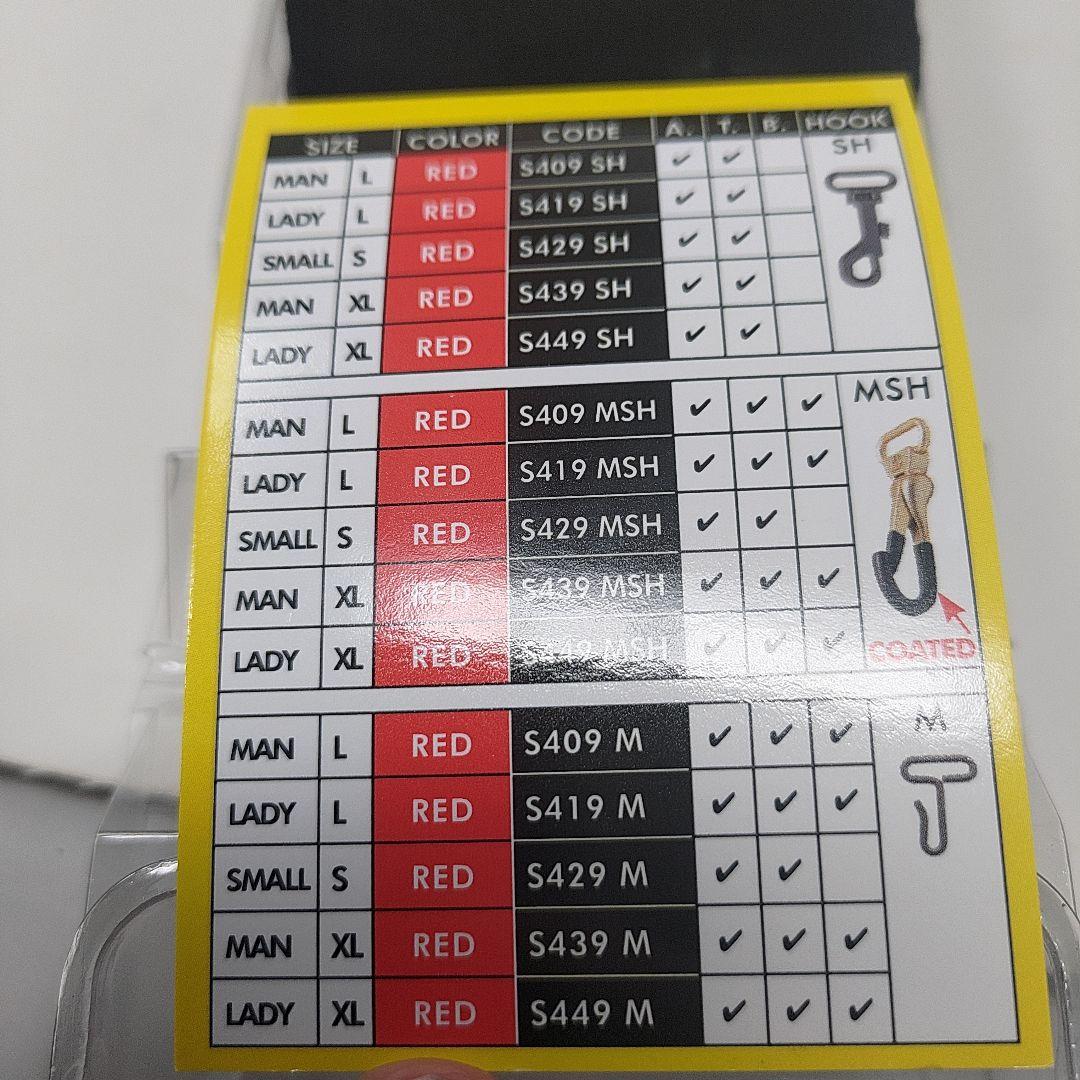 SIZE COLOR CODE A. T. B. HOOK
MAN L RED S409 SH ✔ ✔ SH
LADY L RED S419 SH ✔ ✔
SMALL S RED S429 SH ✔ ✔
MAN XL RED S439 SH ✔ ✔
LADY XL RED S449 SH ✔ ✔
MAN L RED S409 MSH ✔ ✔ ✔ MSH
LADY L RED S419 MSH ✔ ✔ ✔
SMALL S RED S429 MSH ✔ ✔
MAN XL RED S439 MSH ✔ ✔ ✔
LADY XL RED S449 MSH ✔ ✔ ✔ COATED
MAN L RED S409 M ✔ ✔ ✔ M
LADY L RED S419 M ✔ ✔ ✔
SMALL S RED S429 M ✔ ✔
MAN XL RED S439 M ✔ ✔ ✔
LADY XL RED S449 M ✔ ✔ ✔